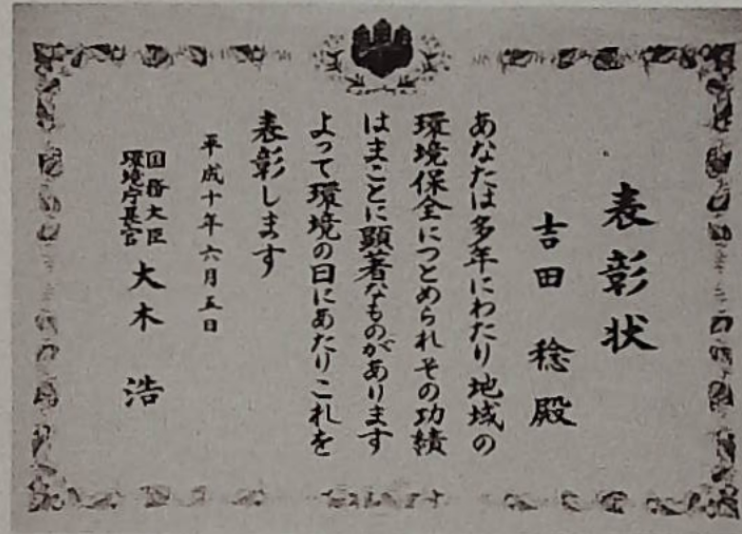 表彰状
吉田 稔殿
あなたは多年にわたり地域の
環境保全につとめられその功績
はまことに顕著なものがあります
よって環境の日にあたりこれを
表彰します
平成十年六月五日
国務大臣
環境庁長官
大木 浩